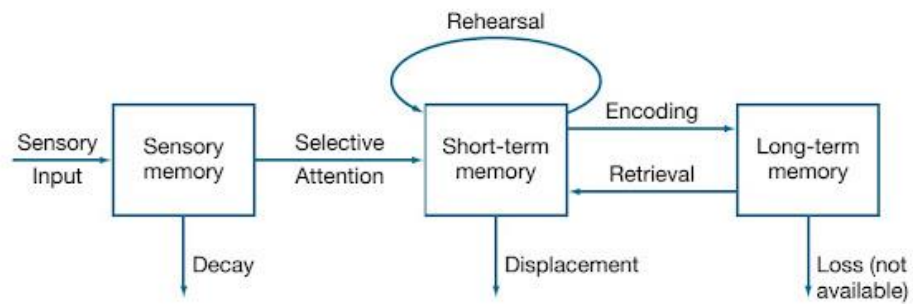 Rehearsal
Sensory
Input
Sensory
memory
Selective
Attention
Short-term
memory
Encoding
Retrieval
Long-term
memory
Decay
Displacement
Loss (not
available)